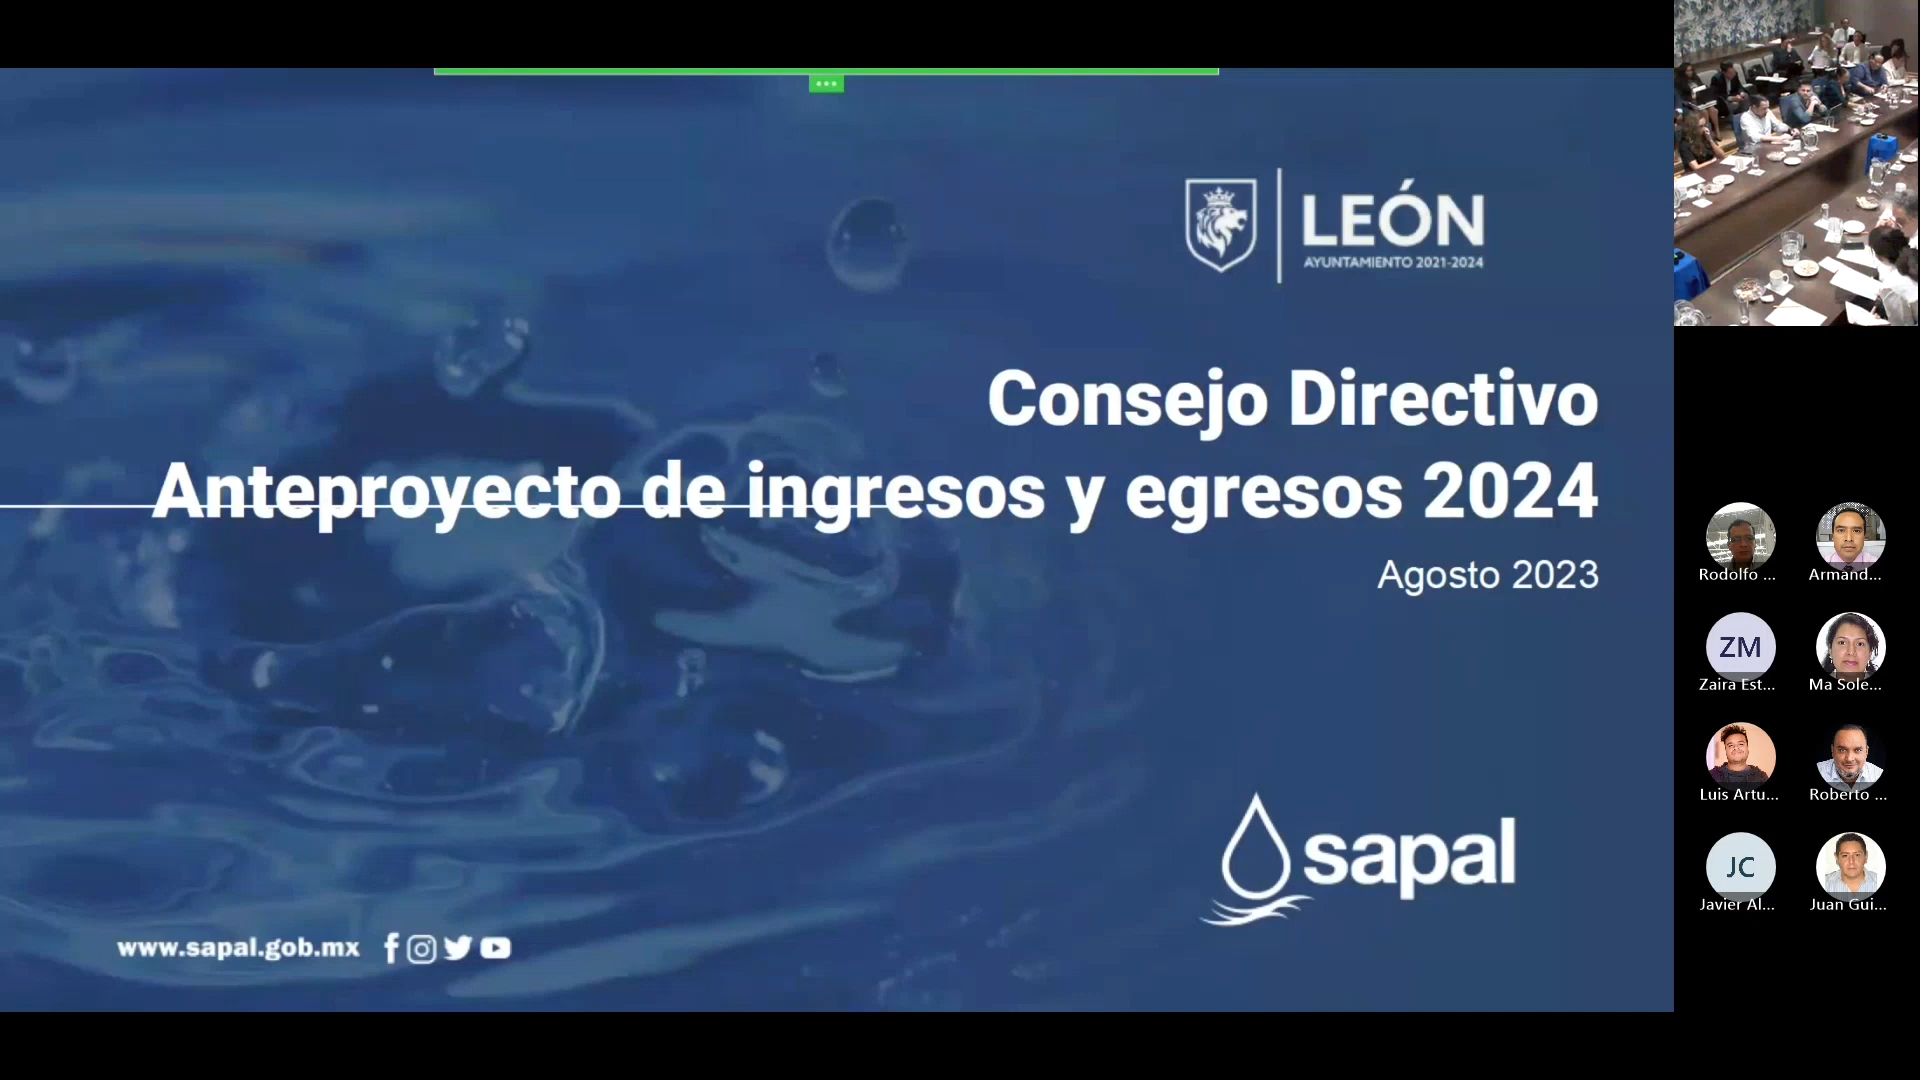 LEÓN
AYUNTAMIENTO 2021-2024
Consejo Directivo
Anteproyecto de ingresos y egresos 2024
Agosto 2023
sapal
www.sapal.gob.mx
Rodolfo ...
Armand...
ZM
Zaira Est...
Ma Sole...
Luis Artu...
Roberto ...
JC
Javier Al...
Juan Gui...